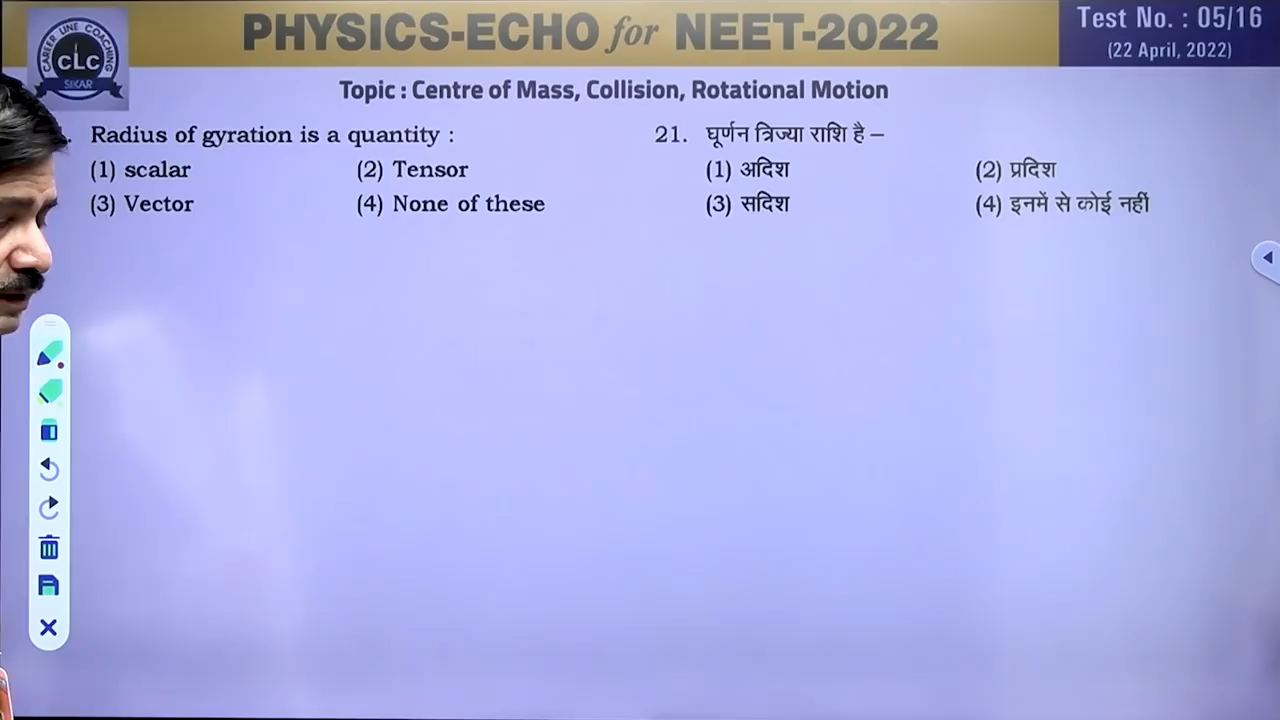 PHYSICS-ECHO for NEET-2022
Test No. : 05/16
(22 April, 2022)
CAREER LINE COACHING
CLC
SIKAR
Topic : Centre of Mass, Collision, Rotational Motion
Radius of gyration is a quantity :
(1) scalar (2) Tensor
(3) Vector (4) None of these
21. घूर्णन त्रिज्या राशि है –
(1) अदिश (2) प्रदिश
(3) सदिश (4) इनमें से कोई नहीं